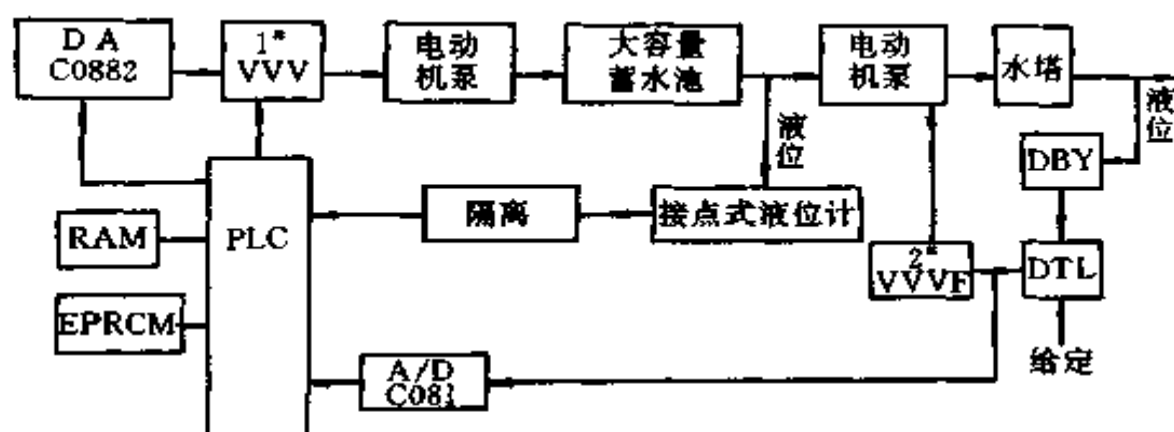 D A
C0882
1#
VVV
电动
机泵
大容量
蓄水池
电动
机泵
水塔
液位
液位
DBY
隔离
接点式液位计
RAM
PLC
2#
VVVF
DTL
EPRCM
A/D
C081
给定